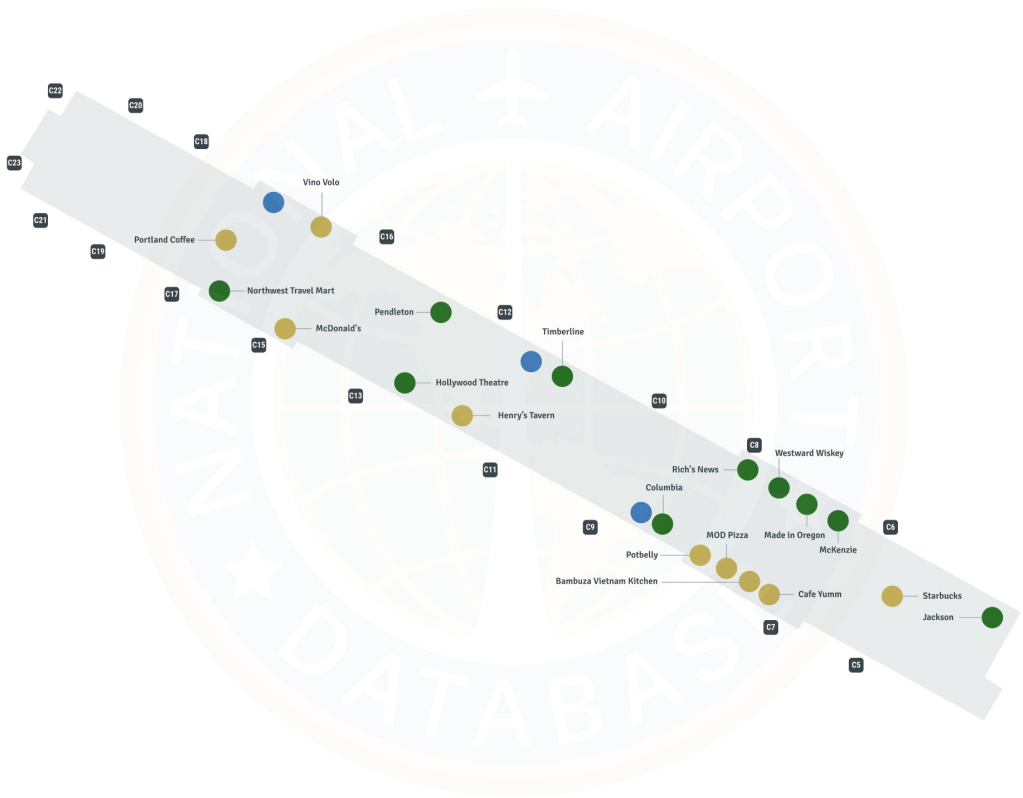 C22
C20
C18
C23
Vino Volo
C21
C16
Portland Coffee
C19
Northwest Travel Mart
C17
Pendleton
C12
McDonald's
Timberline
C15
Hollywood Theatre
C13
C10
Henry's Tavern
C8
Westward Wiskey
C11
Rich's News
Columbia
C9
MOD Pizza
Made in Oregon
C6
McKenzie
Potbelly
Bambuza Vietnam Kitchen
Cafe Yumm
Starbucks
Jackson
C7
C5
NATIONAL AIRPORT
DATABASE